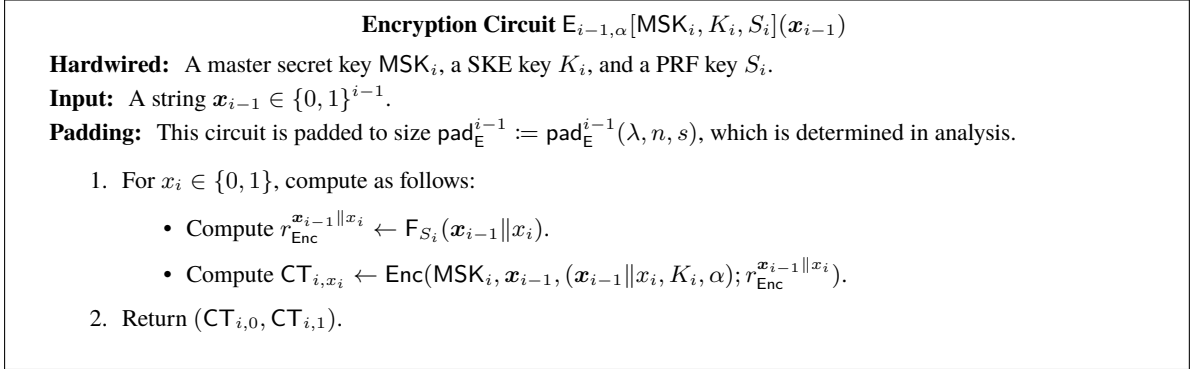 Encryption Circuit E_{i−1,α}[MSK_i, K_i, S_i](x_{i−1})
Hardwired: A master secret key MSK_i, a SKE key K_i, and a PRF key S_i.
Input: A string x_{i−1} ∈ {0, 1}^{i−1}.
Padding: This circuit is padded to size pad_E^{i−1} := pad_E^{i−1}(λ, n, s), which is determined in analysis.
1. For x_i ∈ {0, 1}, compute as follows:
• Compute r_{Enc}^{x_{i−1}∥x_i} ← F_{S_i}(x_{i−1}∥x_i).
• Compute CT_{i,x_i} ← Enc(MSK_i, x_{i−1}, (x_{i−1}∥x_i, K_i, α); r_{Enc}^{x_{i−1}∥x_i}).
2. Return (CT_{i,0}, CT_{i,1}).